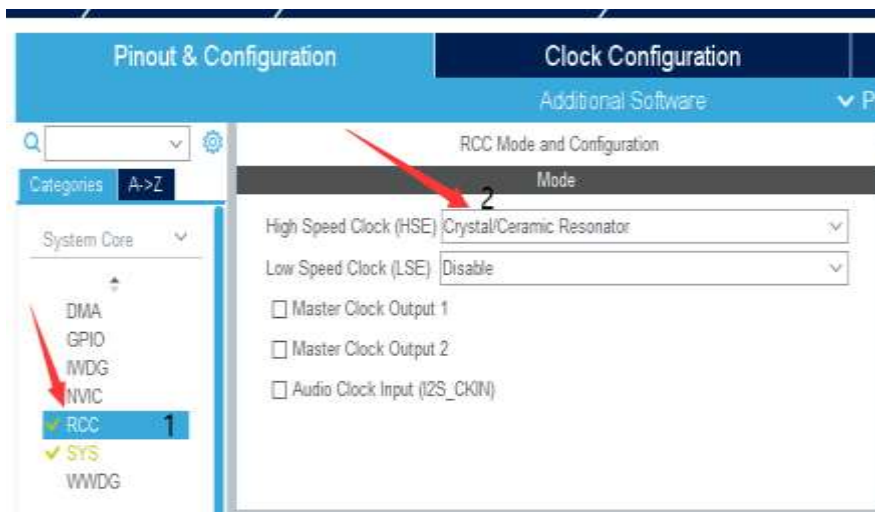 Pinout & Configuration
Clock Configuration
Additional Software
P
RCC Mode and Configuration
Categories
A->Z
Mode
2
High Speed Clock (HSE) Crystal/Ceramic Resonator
System Core
Low Speed Clock (LSE) Disable
Master Clock Output 1
DMA
GPIO
Master Clock Output 2
IWDG
Audio Clock Input (I2S_CKIN)
NVIC
RCC 1
SYS
WWDG